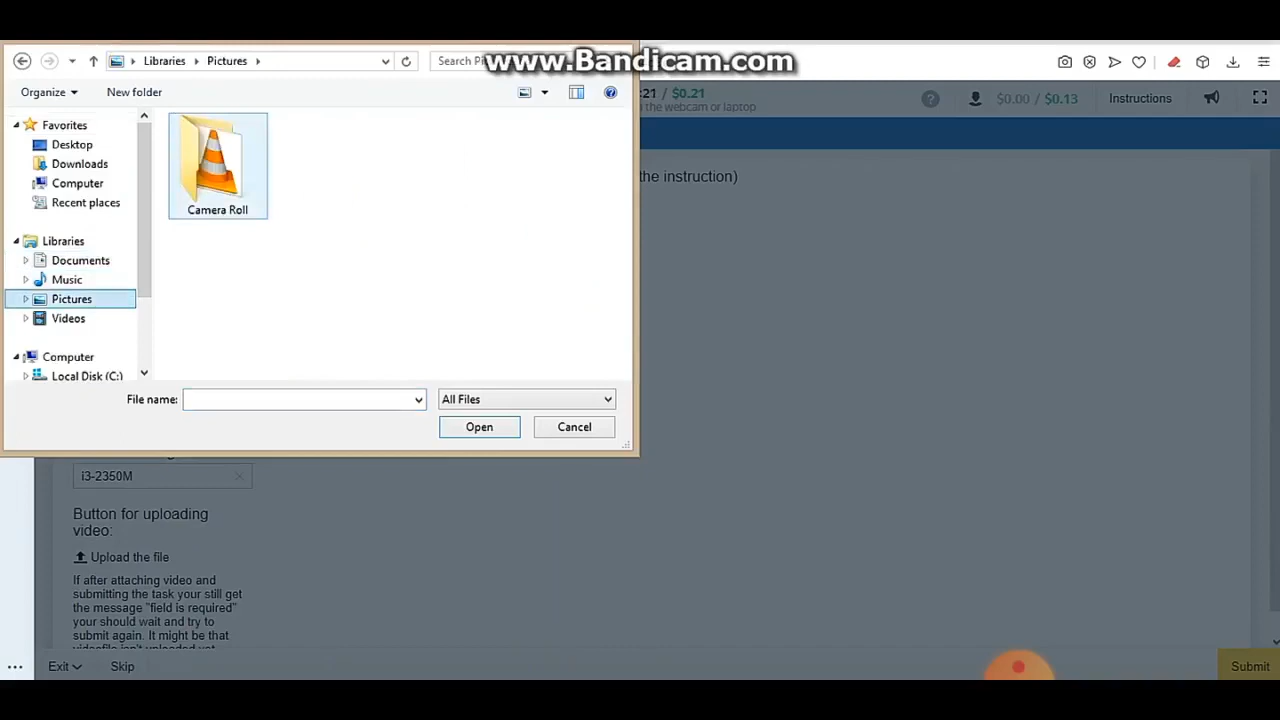 www.Bandicam.com
Libraries
Pictures
Organize
New folder
Favorites
Desktop
Downloads
Computer
Recent places
Libraries
Documents
Music
Pictures
Videos
Computer
Local Disk (C:)
Camera Roll
File name:
All Files
Open
Cancel
Search
:21 / $0.21
the webcam or laptop
$0.00 / $0.13
Instructions
the instruction)
i3-2350M
Button for uploading
video:
Upload the file
If after attaching video and
submitting the task your still get
the message "field is required"
your should wait and try to
submit again. It might be that
videofile isn't uploaded yet
Exit
Skip
Submit